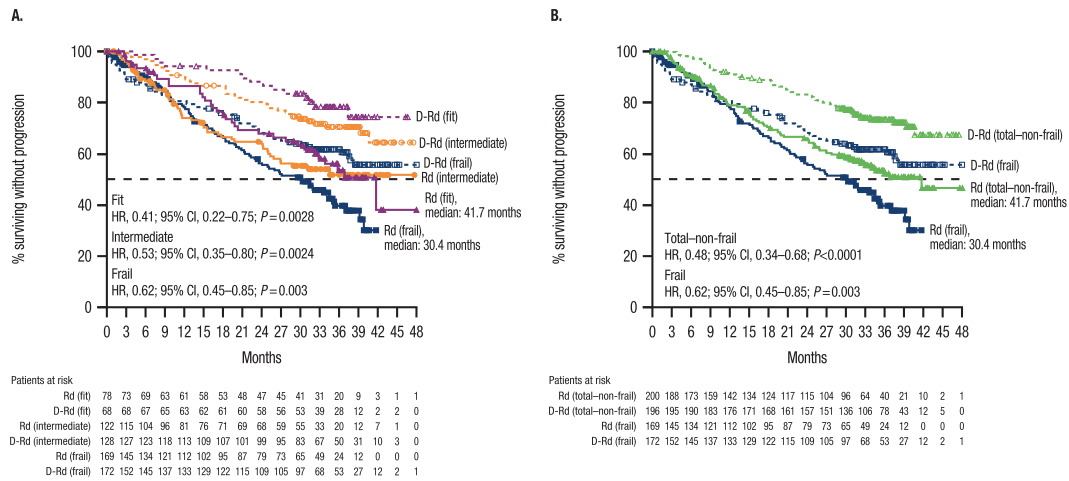 A.
% surviving without progression
100
80
60
40
20
0
D-Rd (fit)
D-Rd (intermediate)
D-Rd (frail)
Rd (intermediate)
Rd (fit),
median: 41.7 months
Rd (frail),
median: 30.4 months
Fit
HR, 0.41; 95% CI, 0.22–0.75; P=0.0028
Intermediate
HR, 0.53; 95% CI, 0.35–0.80; P=0.0024
Frail
HR, 0.62; 95% CI, 0.45–0.85; P=0.003
0 3 6 9 12 15 18 21 24 27 30 33 36 39 42 45 48
Months
Patients at risk
Rd (fit) 78 73 69 63 61 58 53 48 47 45 41 31 20 9 3 1 1
D-Rd (fit) 68 68 67 65 63 62 61 60 58 56 53 39 28 12 2 2 0
Rd (intermediate) 122 115 104 96 81 76 71 69 68 59 55 33 20 12 7 1 0
D-Rd (intermediate) 128 127 123 118 113 109 107 101 99 95 83 67 50 31 10 3 0
Rd (frail) 169 145 134 121 112 102 95 87 79 73 65 49 24 12 0 0 0
D-Rd (frail) 172 152 145 137 133 129 122 115 109 105 97 68 53 27 12 2 1
B.
% surviving without progression
100
80
60
40
20
0
D-Rd (total–non-frail)
D-Rd (frail)
Rd (total–non-frail),
median: 41.7 months
Rd (frail),
median: 30.4 months
Total–non-frail
HR, 0.48; 95% CI, 0.34–0.68; P<0.0001
Frail
HR, 0.62; 95% CI, 0.45–0.85; P=0.003
0 3 6 9 12 15 18 21 24 27 30 33 36 39 42 45 48
Months
Patients at risk
Rd (total–non-frail) 200 188 173 159 142 134 124 117 115 104 96 64 40 21 10 2 1
D-Rd (total–non-frail) 196 195 190 183 176 171 168 161 157 151 136 106 78 43 12 5 0
Rd (frail) 169 145 134 121 112 102 95 87 79 73 65 49 24 12 0 0 0
D-Rd (frail) 172 152 145 137 133 129 122 115 109 105 97 68 53 27 12 2 1